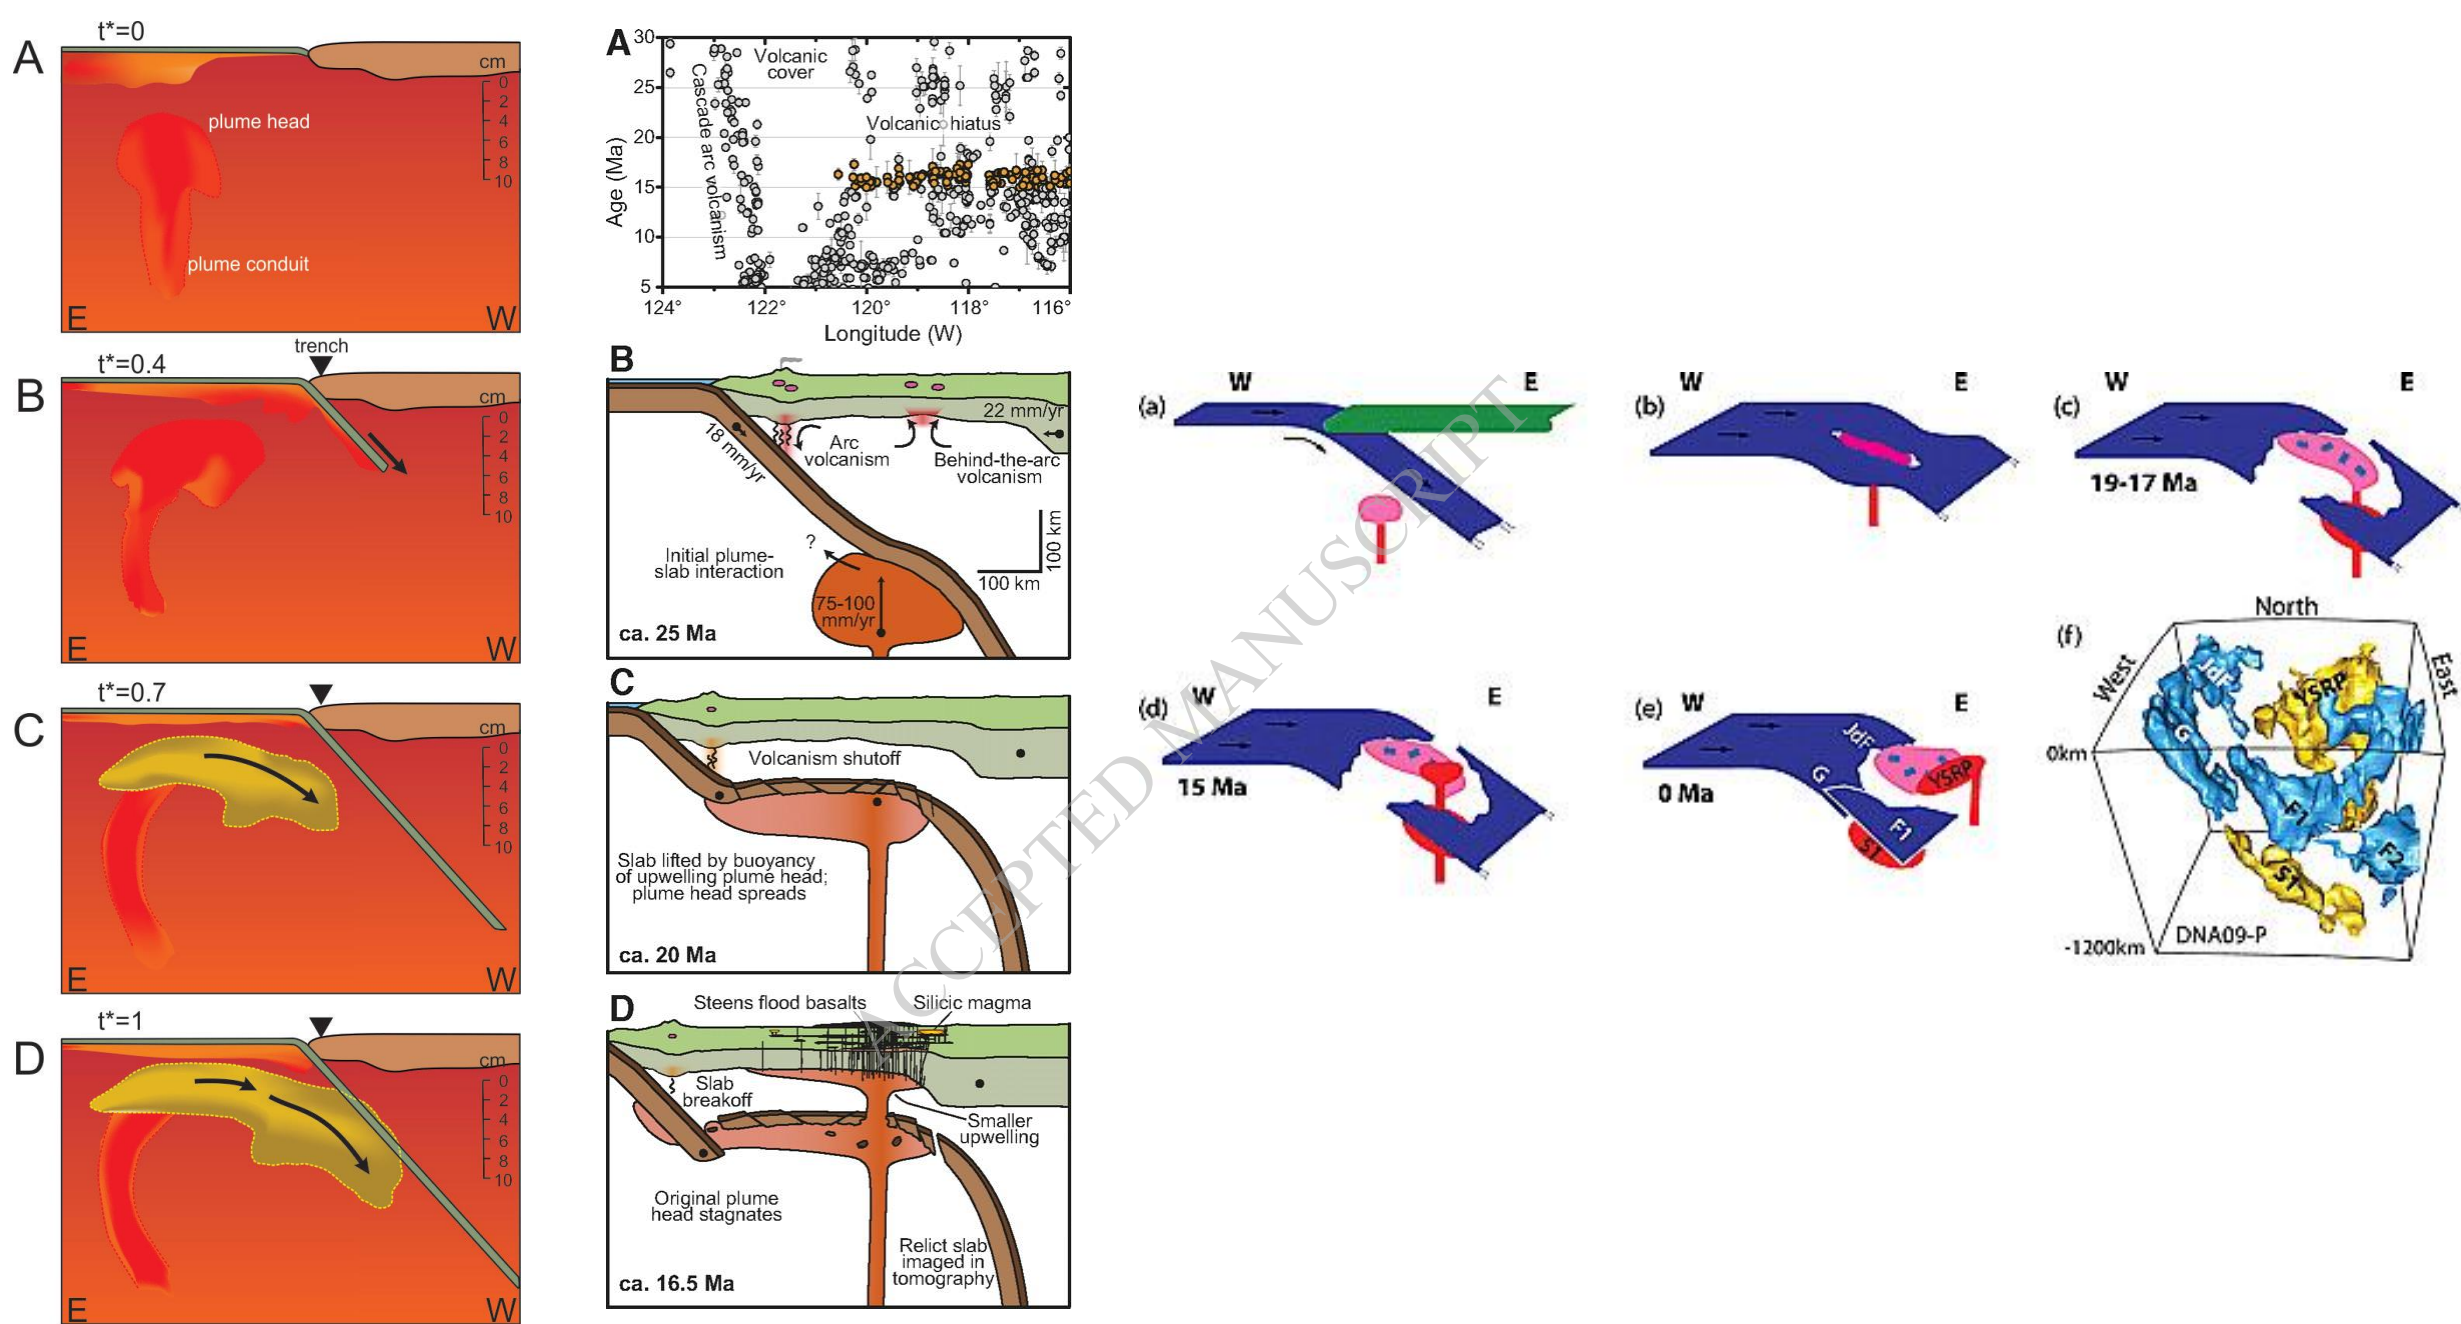 A
t*=0
plume head
plume conduit
cm
0
2
4
6
8
10
E
W
B
t*=0.4
trench
cm
0
2
4
6
8
10
E
W
C
t*=0.7
cm
0
2
4
6
8
10
E
W
D
t*=1
cm
0
2
4
6
8
10
E
W
A
30
25
20
15
10
5
Age (Ma)
Cascade arc volcanism
Volcanic
cover
Volcanic hiatus
124°
122°
120°
118°
116°
Longitude (W)
B
22 mm/yr
18 mm/yr
Arc
volcanism
Behind-the-arc
volcanism
?
Initial plume-
slab interaction
100 km
100 km
75-100
mm/yr
ca. 25 Ma
C
Volcanism shutoff
Slab lifted by buoyancy
of upwelling plume head;
plume head spreads
ca. 20 Ma
D
Steens flood basalts
Silicic magma
Slab
breakoff
Smaller
upwelling
Original plume
head stagnates
Relict slab
imaged in
tomography
ca. 16.5 Ma
ACCEPTED MANUSCRIPT
(a)
W
E
(b)
W
E
(c)
W
E
19-17 Ma
(d)
W
E
15 Ma
(e)
W
E
JdF
G
YSRP
F1
S1
0 Ma
(f)
North
West
East
JdF
G
YSRP
F1
F2
S1
0km
-1200km
DNA09-P